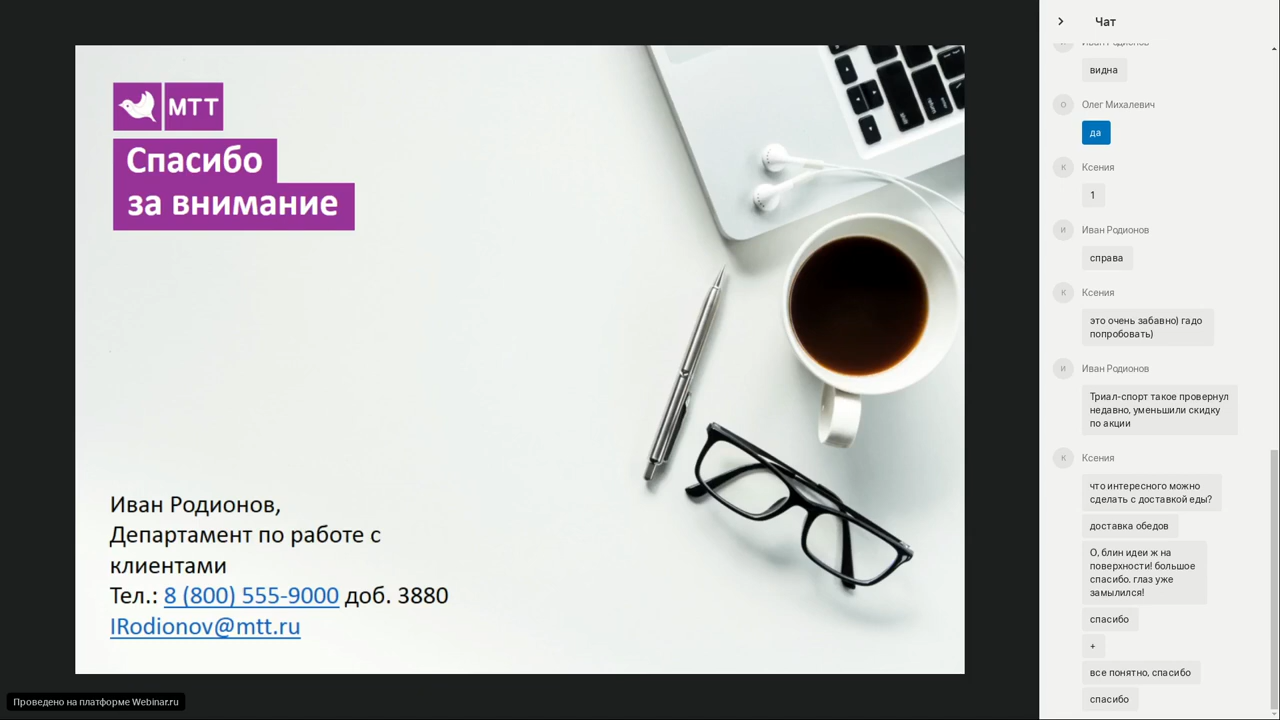 МТТ
Спасибо
за внимание
Иван Родионов,
Департамент по работе с
клиентами
Тел.: 8 (800) 555-9000 доб. 3880
IRodionov@mtt.ru
Проведено на платформе Webinar.ru
Чат
Иван Родионов
видна
О
Олег Михалевич
да
К
Ксения
1
И
Иван Родионов
справа
К
Ксения
это очень забавно) гадо
попробовать)
И
Иван Родионов
Триал-спорт такое провернул
недавно, уменьшили скидку
по акции
К
Ксения
что интересного можно
сделать с доставкой еды?
доставка обедов
О, блин идеи ж на
поверхности! большое
спасибо. глаз уже
замылился!
спасибо
+
все понятно, спасибо
спасибо